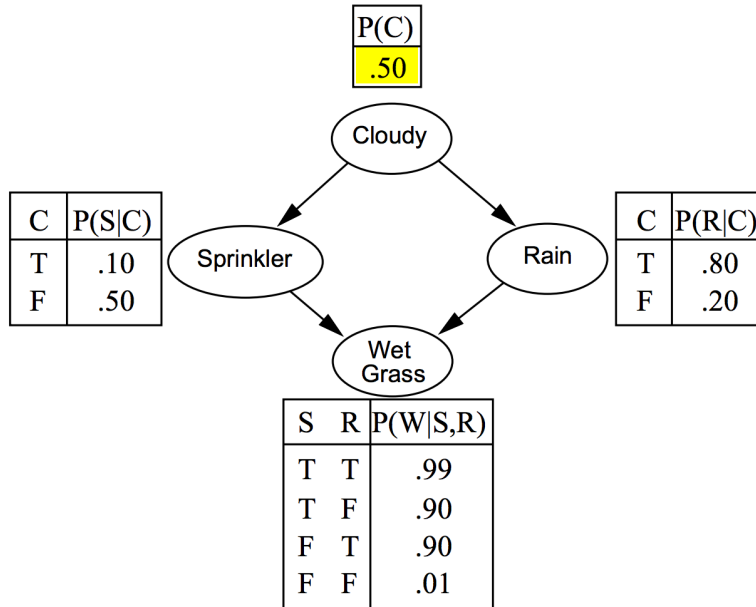 P(C)
.50
Cloudy
C P(S|C)
T .10
F .50
Sprinkler
Rain
C P(R|C)
T .80
F .20
Wet
Grass
S R P(W|S,R)
T T .99
T F .90
F T .90
F F .01